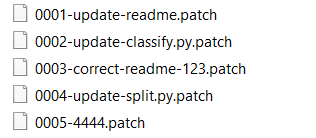 0001-update-readme.patch
0002-update-classify.py.patch
0003-correct-readme-123.patch
0004-update-split.py.patch
0005-4444.patch